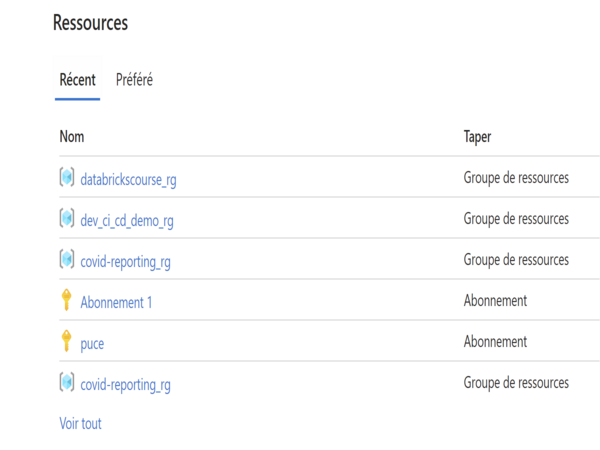 Ressources
Récent Préféré
Nom Taper
databrickscourse_rg Groupe de ressources
dev_ci_cd_demo_rg Groupe de ressources
covid-reporting_rg Groupe de ressources
Abonnement 1 Abonnement
puce Abonnement
covid-reporting_rg Groupe de ressources
Voir tout